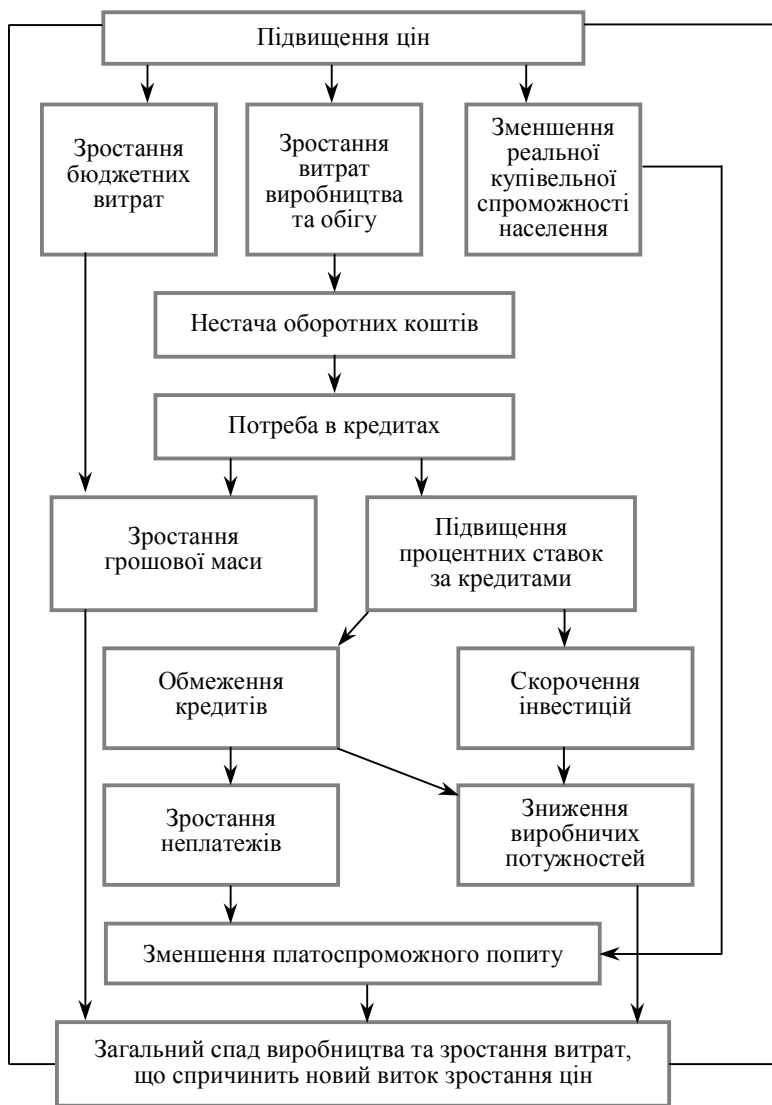 Підвищення цін
Зростання
бюджетних
витрат
Зростання
витрат
виробництва
та обігу
Зменшення
реальної
купівельної
спроможності
населення
Нестача оборотних коштів
Потреба в кредитах
Зростання
грошової маси
Підвищення
процентних ставок
за кредитами
Обмеження
кредитів
Скорочення
інвестицій
Зростання
неплатежів
Зниження
виробничих
потужностей
Зменшення платоспроможного попиту
Загальний спад виробництва та зростання витрат,
що спричинить новий виток зростання цін